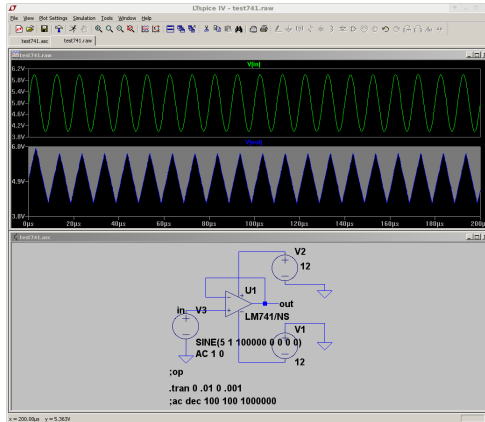 LTspice IV - test741.raw
File View Plot Settings Simulation Tools Window Help
test741.asc test741.raw
test741.raw
V(in)
6.2V
5.8V
5.4V
5.0V
4.6V
4.2V
3.8V
V(out)
6.8V
4.9V
3.8V
0µs 20µs 40µs 60µs 80µs 100µs 120µs 140µs 160µs 180µs 200µs
test741.asc
V2
12
U1
out
LM741/NS
in V3
V1
SINE(5 1 100000 0 0 0 0)
12
AC 1 0
;op
.tran 0 .01 0 .001
;ac dec 100 100 1000000
x = 200.00µs y = 5.363V